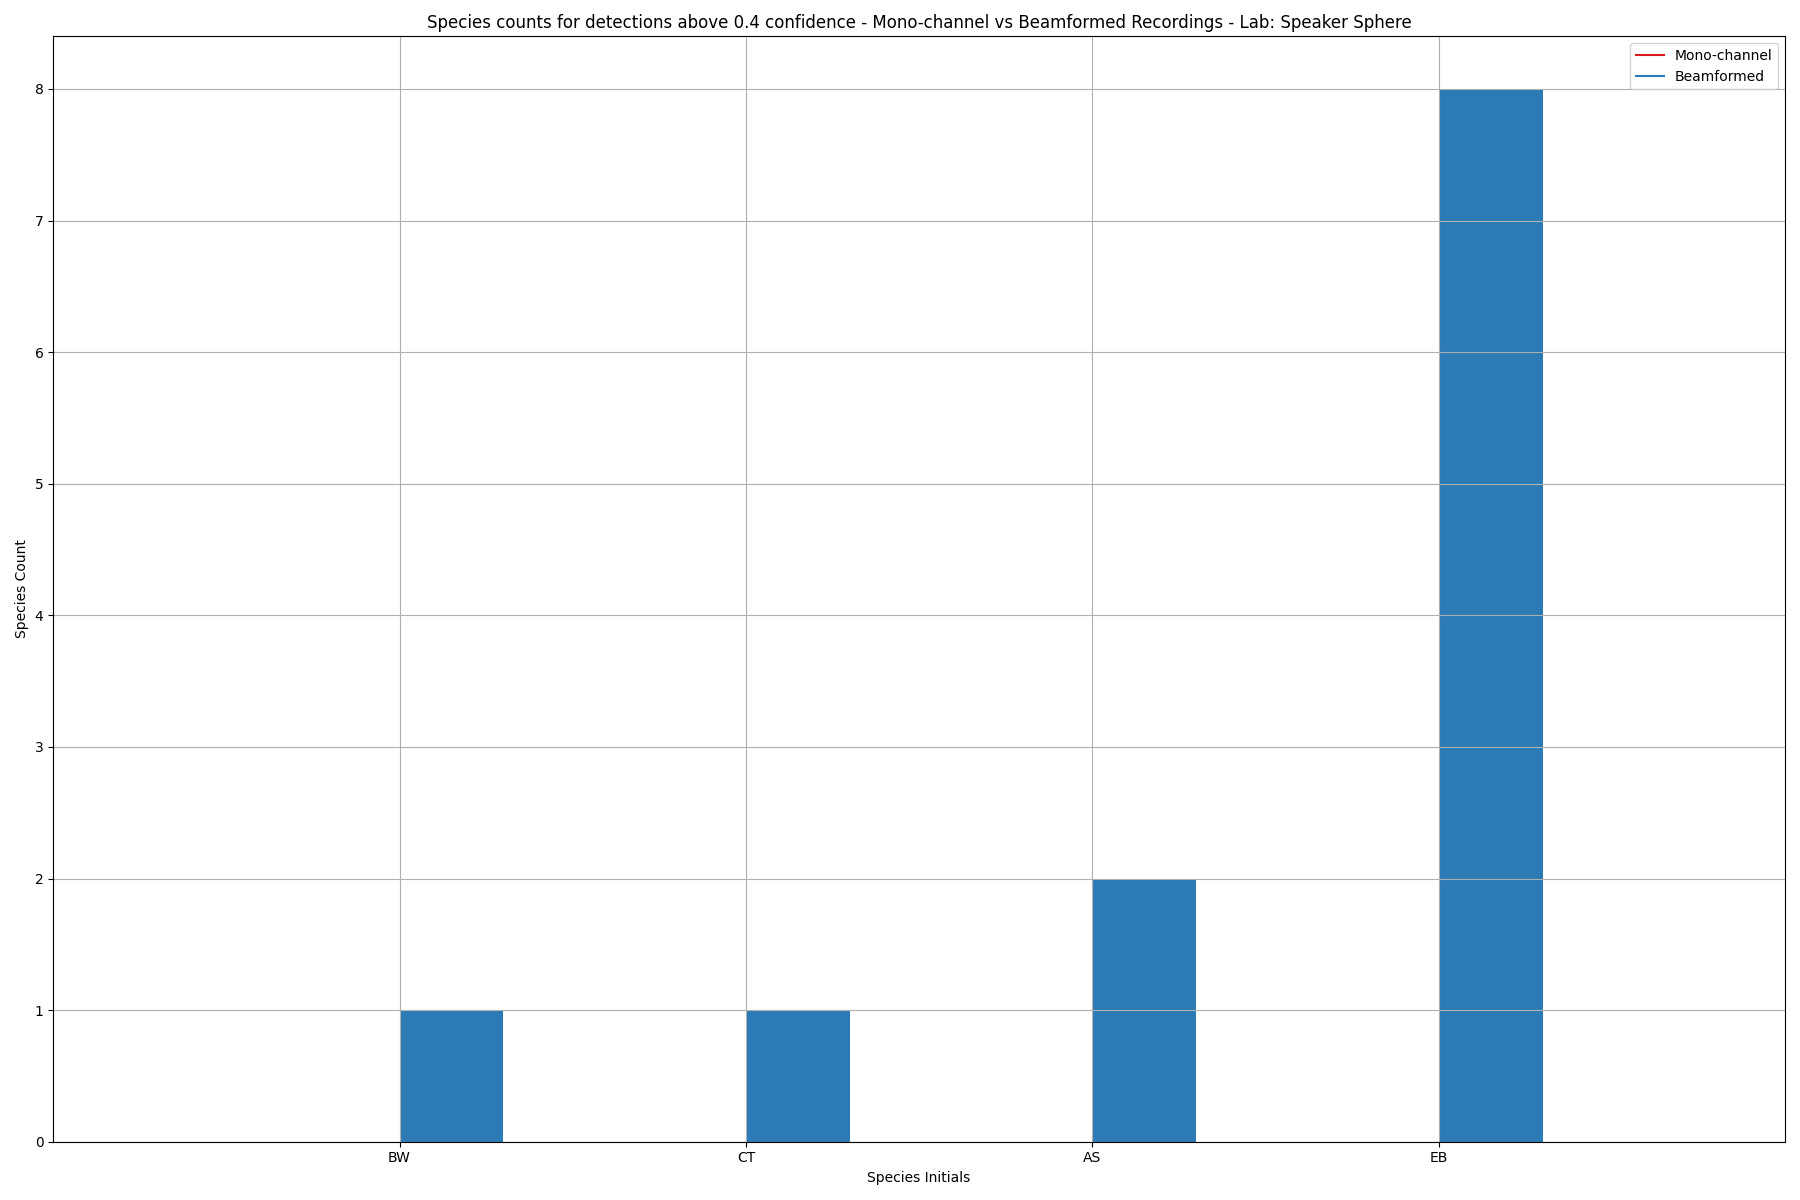 Species counts for detections above 0.4 confidence - Mono-channel vs Beamformed Recordings - Lab: Speaker Sphere
Mono-channel
Beamformed
8
7
6
5
4
3
2
1
0
Species Count
BW CT AS EB
Species Initials